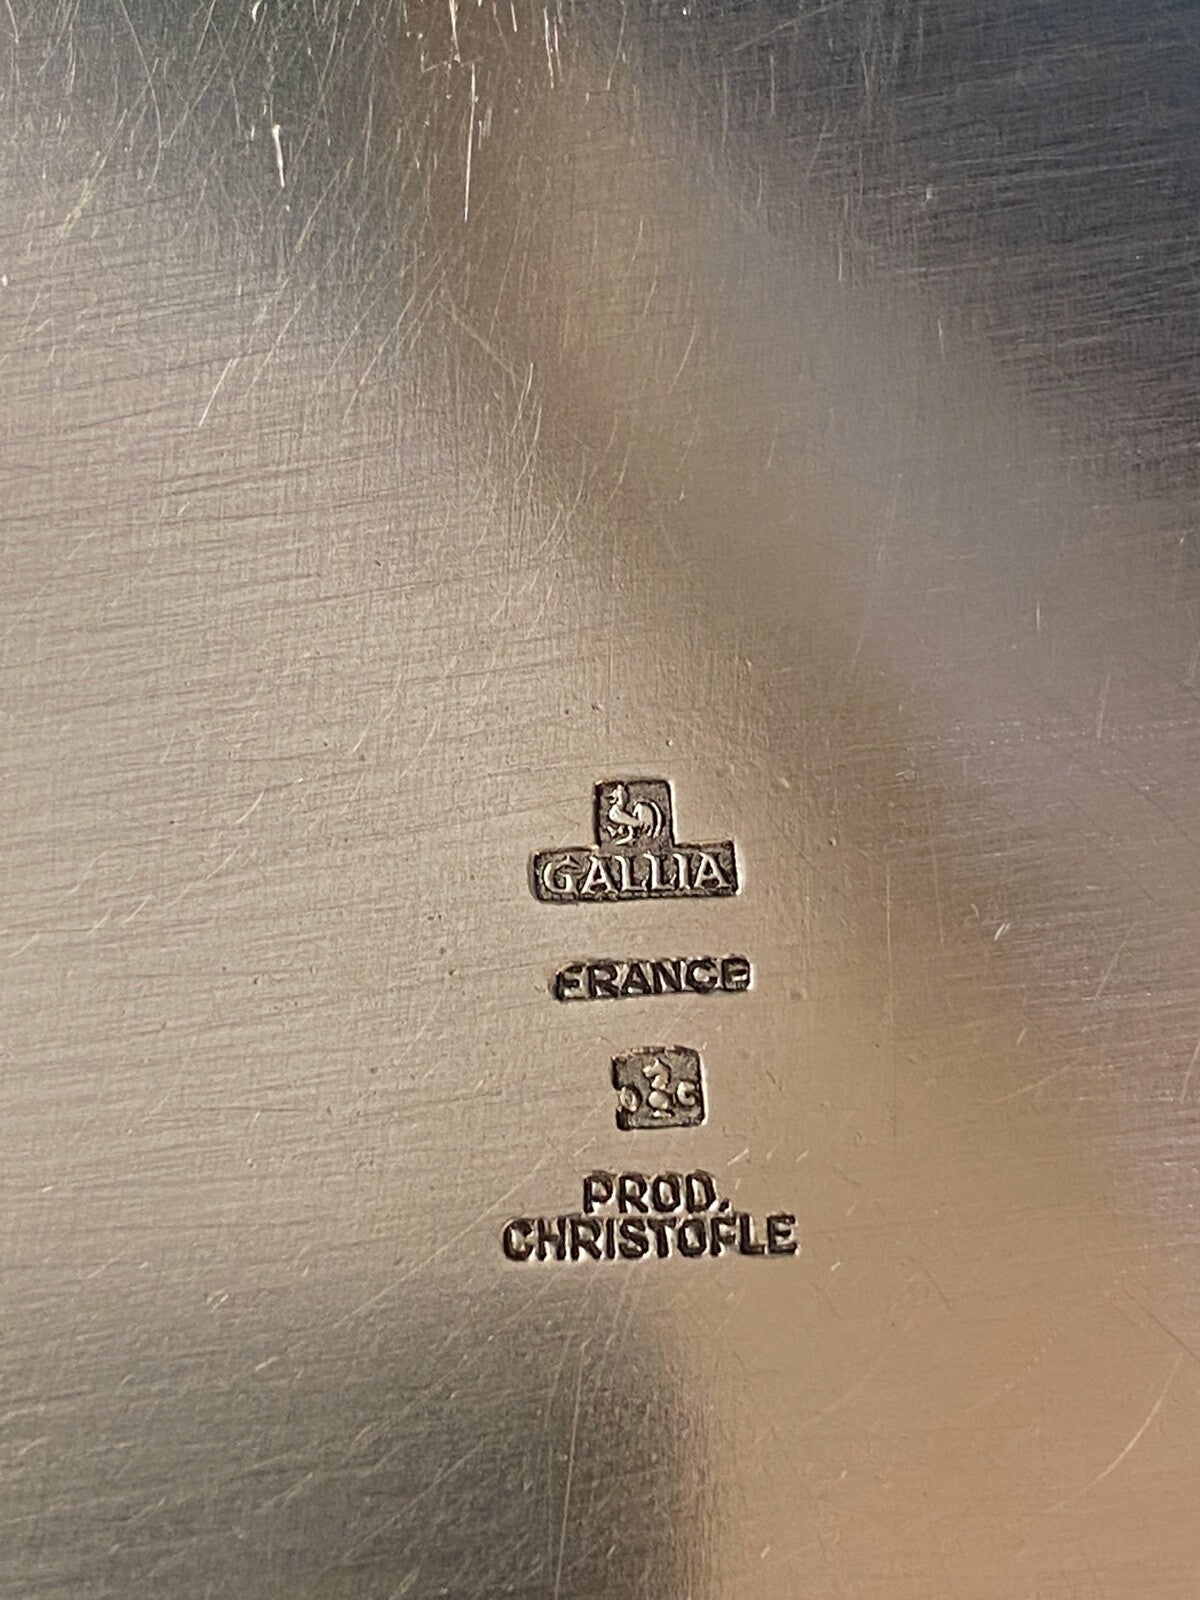 GALLIA
FRANCE
O G
PROD.
CHRISTOFLE